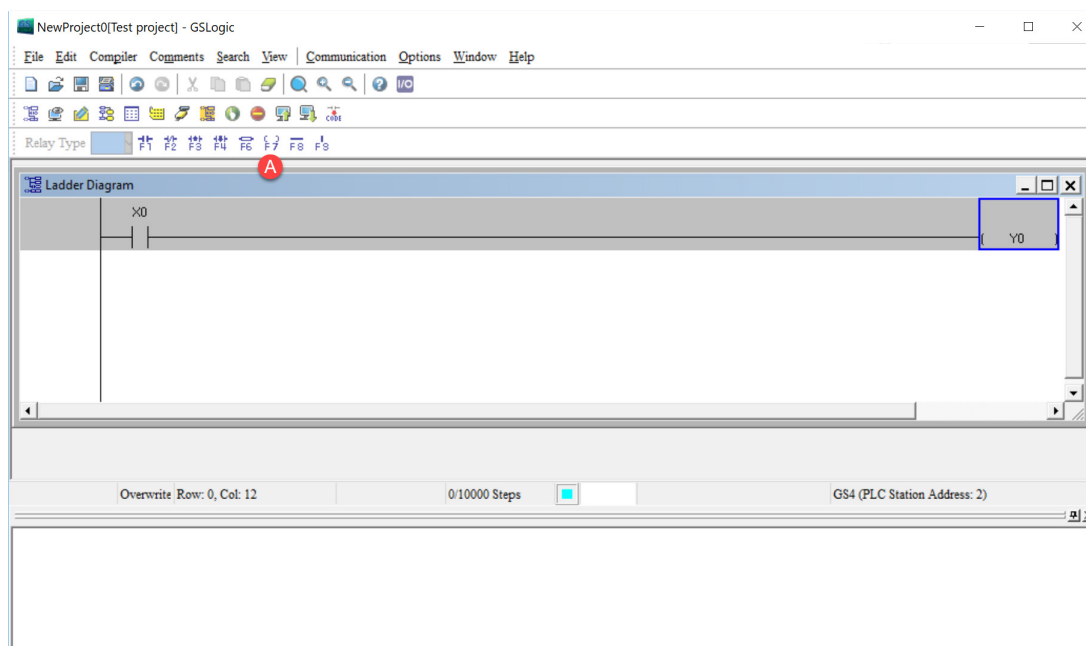 NewProject0[Test project] - GSLogic
File Edit Compiler Comments Search View Communication Options Window Help
I/O
CODE
Relay Type F1 F2 F3 F4 F6 F7 F8 F9
A
Ladder Diagram
X0
( Y0 )
Overwrite Row: 0, Col: 12 0/10000 Steps GS4 (PLC Station Address: 2)